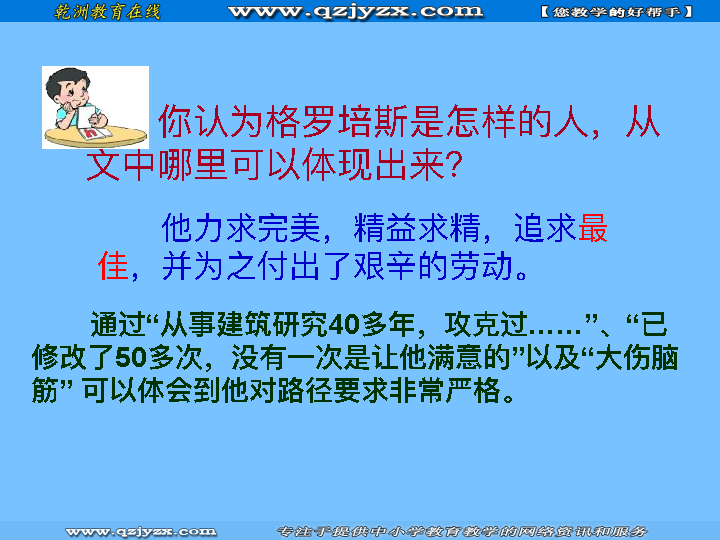 乾洲教育在线 www.qzjyzx.com 【您教学的好帮手】
你认为格罗培斯是怎样的人，从
文中哪里可以体现出来？
他力求完美，精益求精，追求最
佳，并为之付出了艰辛的劳动。
通过“从事建筑研究40多年，攻克过……”、“已
修改了50多次，没有一次是让他满意的”以及“大伤脑
筋” 可以体会到他对路径要求非常严格。
www.qzjyzx.com 专注于提供中小学教育教学的网络资讯和服务